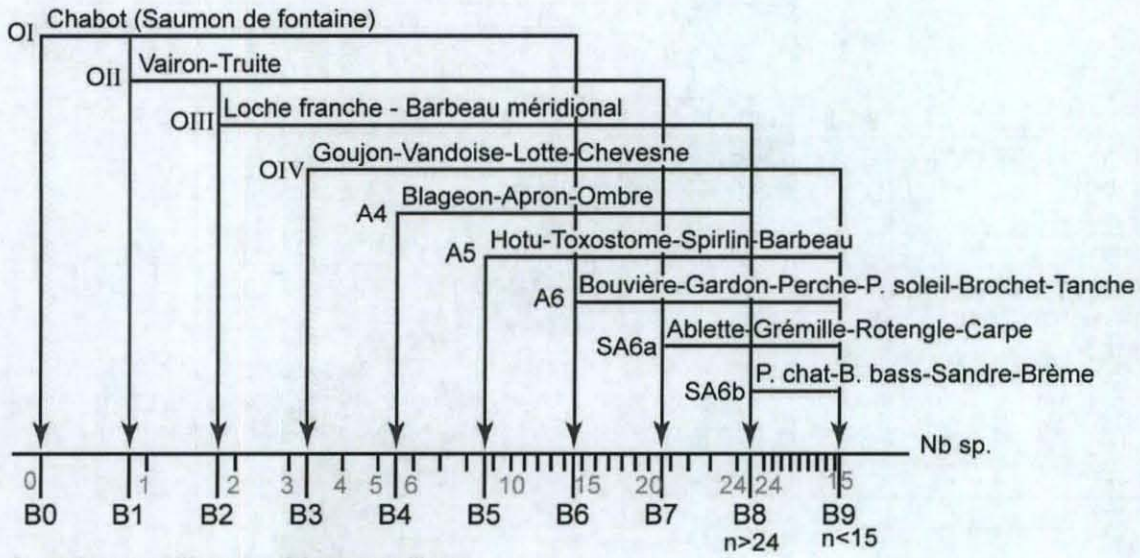 OI Chabot (Saumon de fontaine)
OII Vairon-Truite
OIII Loche franche - Barbeau méridional
OIV Goujon-Vandoise-Lotte-Chevesne
A4 Blageon-Apron-Ombre
A5 Hotu-Toxostome-Spirlin-Barbeau
A6 Bouvière-Gardon-Perche-P. soleil-Brochet-Tanche
SA6a Ablette-Grémille-Rotengle-Carpe
SA6b P. chat-B. bass-Sandre-Brème
Nb sp.
0 1 2 3 4 5 6 10 15 20 24 24 15
B0 B1 B2 B3 B4 B5 B6 B7 B8 B9
n>24 n<15